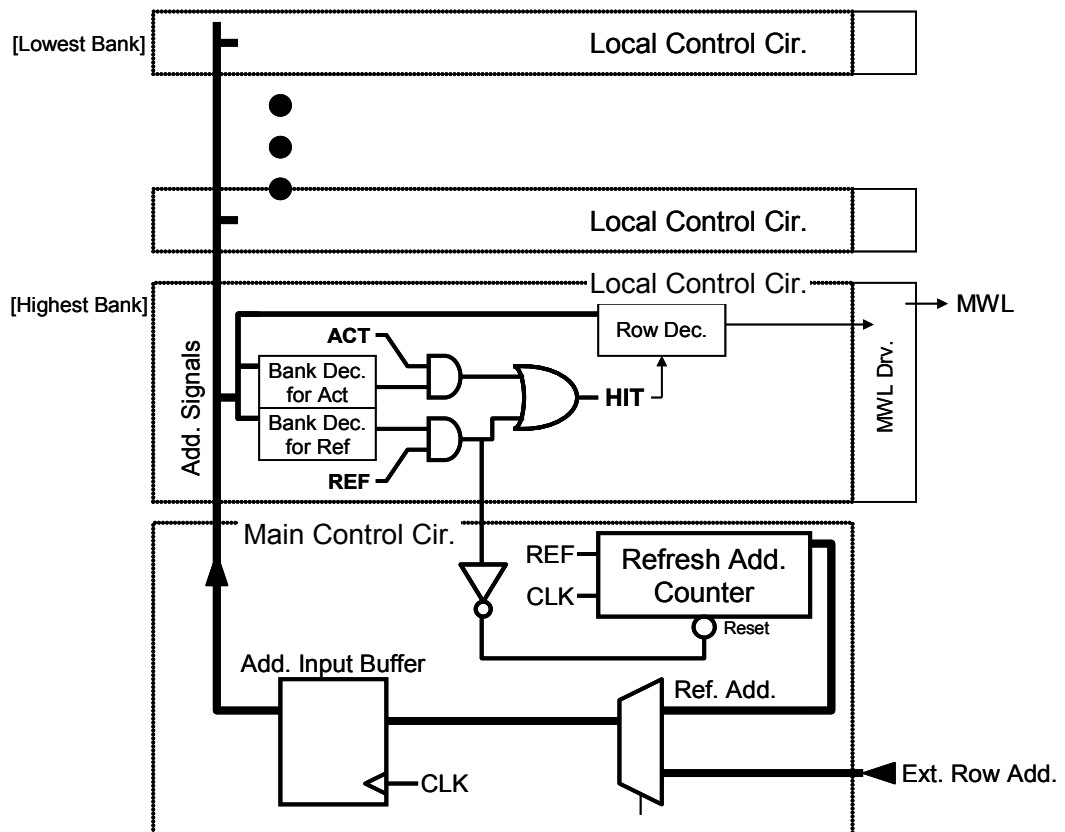 [Lowest Bank]
Local Control Cir.
Local Control Cir.
Local Control Cir.
[Highest Bank]
MWL
Row Dec.
ACT
Add. Signals
Bank Dec.
for Act
HIT
MWL Drv.
Bank Dec.
for Ref
REF
Main Control Cir.
REF
CLK
Refresh Add.
Counter
Reset
Add. Input Buffer
Ref. Add.
CLK
Ext. Row Add.